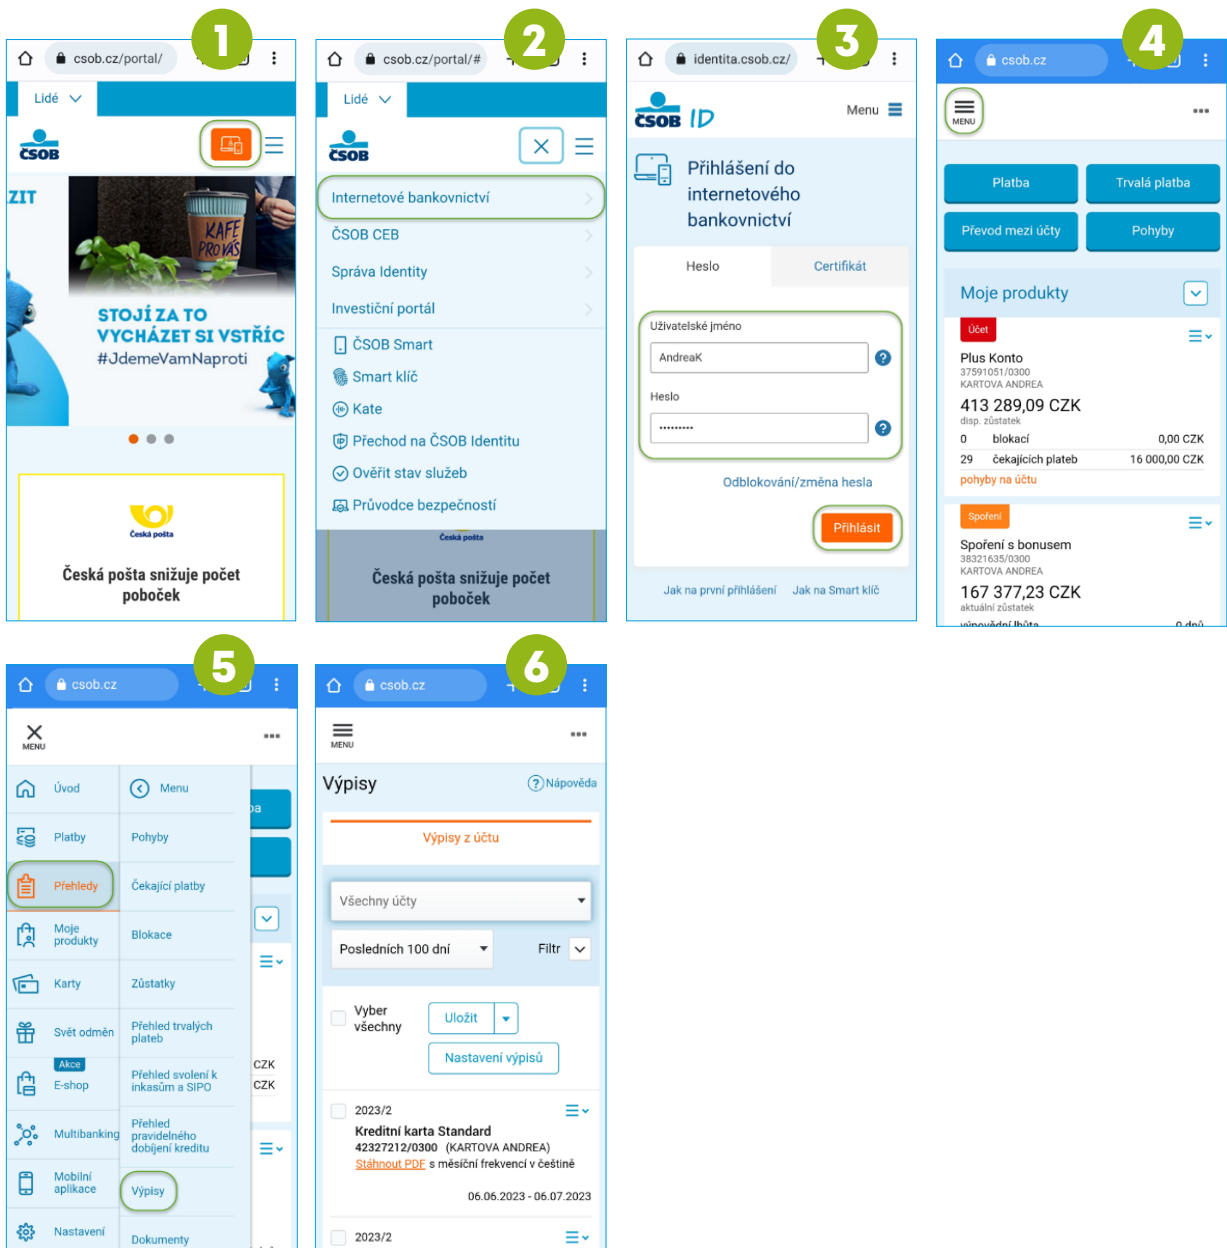 1
csob.cz/portal/
Lidé
ČSOB
ZIT
KAFE
PRO VÁS
STOJÍ ZA TO
VYCHÁZET SI VSTŘÍC
#JdemeVamNaproti
Česká pošta
Česká pošta snižuje počet
poboček
2
csob.cz/portal/#
Lidé
ČSOB
Internetové bankovnictví
ČSOB CEB
Správa Identity
Investiční portál
ČSOB Smart
Smart klíč
Kate
Přechod na ČSOB Identitu
Ověřit stav služeb
Průvodce bezpečností
Česká pošta
Česká pošta snižuje počet
poboček
3
identita.csob.cz/
ČSOB ID
Menu
Přihlášení do
internetového
bankovnictví
Heslo
Certifikát
Uživatelské jméno
AndreaK
?
Heslo
•••••••••
?
Odblokování/změna hesla
Přihlásit
Jak na první přihlášení Jak na Smart klíč
4
csob.cz
MENU
Platba
Trvalá platba
Převod mezi účty
Pohyby
Moje produkty
Účet
Plus Konto
37591051/0300
KARTOVA ANDREA
413 289,09 CZK
disp. zůstatek
0 blokací 0,00 CZK
29 čekajících plateb 16 000,00 CZK
pohyby na účtu
Spoření
Spoření s bonusem
38321635/0300
KARTOVA ANDREA
167 377,23 CZK
aktuální zůstatek
výpovědní lhůta 0 dnů
5
csob.cz
MENU
Úvod
Platby
Přehledy
Moje
produkty
Karty
Svět odměn
Akce
E-shop
Multibanking
Mobilní
aplikace
Nastavení
Menu
Pohyby
Čekající platby
Blokace
Zůstatky
Přehled trvalých
plateb
Přehled svolení k
inkasům a SIPO
Přehled
pravidelného
dobíjení kreditu
Výpisy
Dokumenty
ba
CZK
CZK
6
csob.cz
MENU
Výpisy
? Nápověda
Výpisy z účtu
Všechny účty
Posledních 100 dní
Filtr
Vyber
všechny
Uložit
Nastavení výpisů
2023/2
Kreditní karta Standard
42327212/0300 (KARTOVA ANDREA)
Stáhnout PDF s měsíční frekvencí v češtině
06.06.2023 - 06.07.2023
2023/2